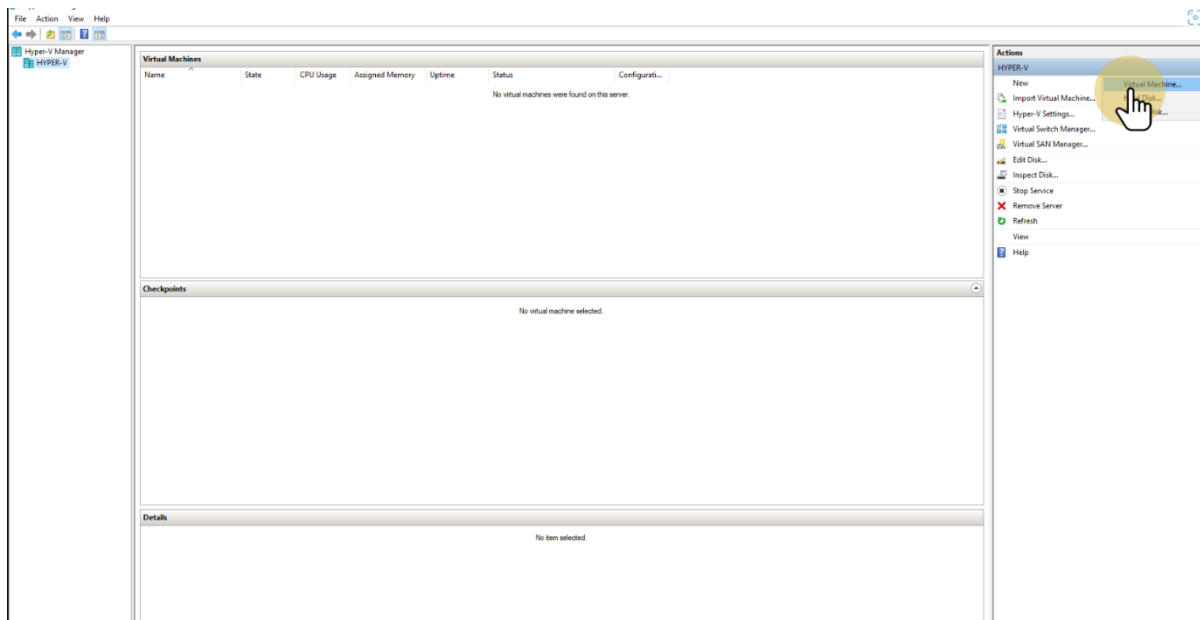 File Action View Help
Hyper-V Manager
HYPER-V
Virtual Machines
Name State CPU Usage Assigned Memory Uptime Status Configurati...
No virtual machines were found on this server.
Checkpoints
No virtual machine selected.
Details
No item selected.
Actions
HYPER-V
New
Virtual Machine...
Import Virtual Machine...
Disk...
Hyper-V Settings...
Virtual Switch Manager...
Virtual SAN Manager...
Edit Disk...
Inspect Disk...
Stop Service
Remove Server
Refresh
View
Help